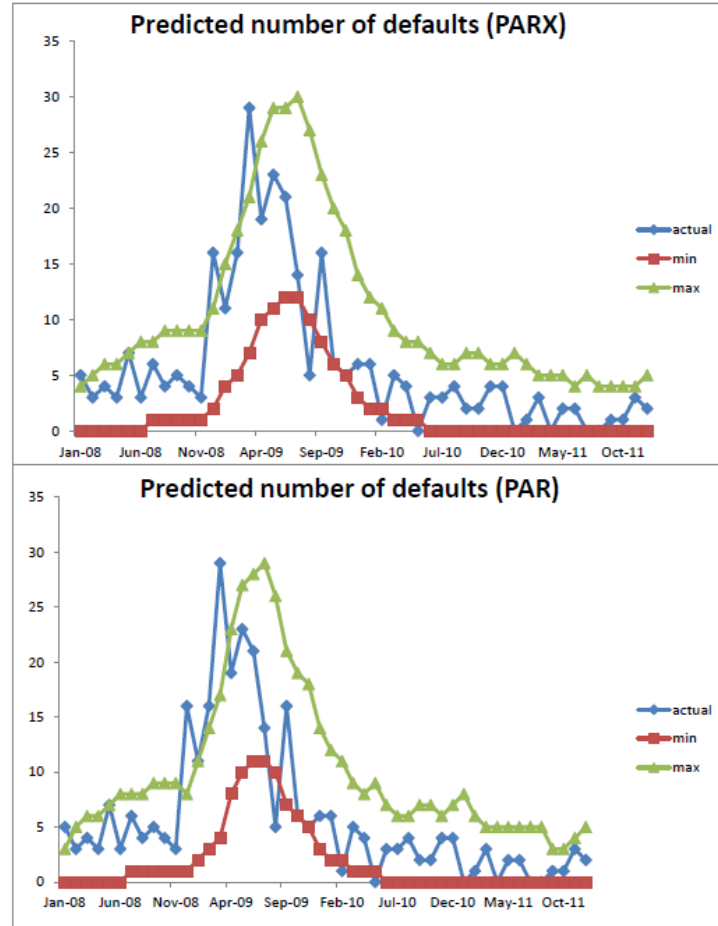 Predicted number of defaults (PARX)
35
30
25
20
15
10
5
0
actual
min
max
Jan-08 Jun-08 Nov-08 Apr-09 Sep-09 Feb-10 Jul-10 Dec-10 May-11 Oct-11
Predicted number of defaults (PAR)
35
30
25
20
15
10
5
0
actual
min
max
Jan-08 Jun-08 Nov-08 Apr-09 Sep-09 Feb-10 Jul-10 Dec-10 May-11 Oct-11